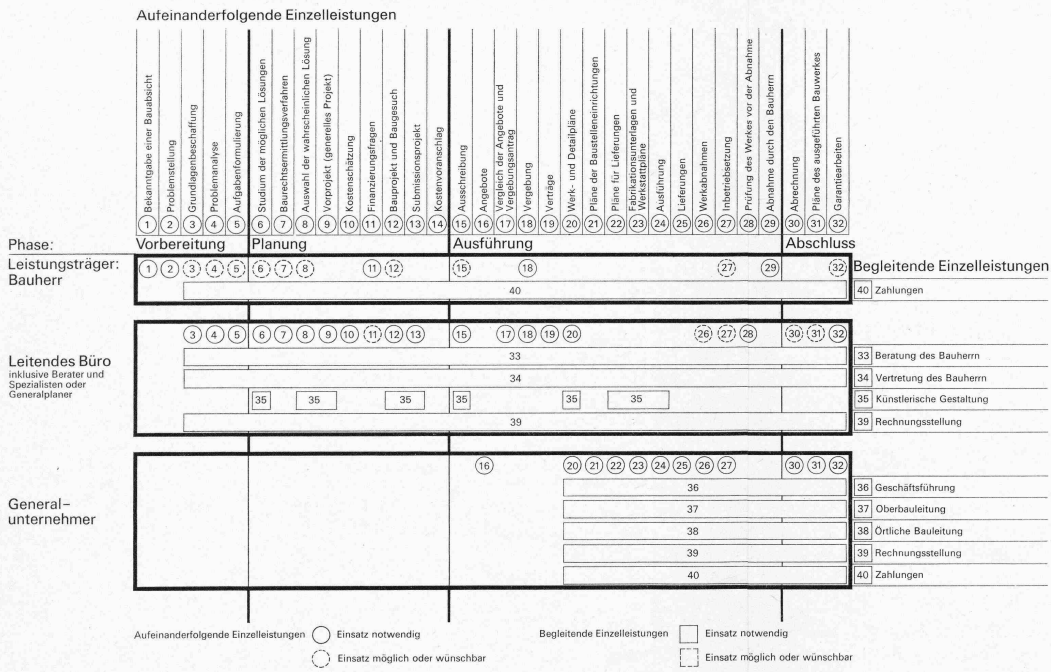 Aufeinanderfolgende Einzelleistungen
Bekanntgabe einer Bauabsicht
Problemstellung
Grundlagenbeschaffung
Problemanalyse
Aufgabenformulierung
Studium der möglichen Lösungen
Baurechtsermittlungsverfahren
Auswahl der wahrscheinlichen Lösung
Vorprojekt (generelles Projekt)
Kostenschätzung
Finanzierungsfragen
Bauprojekt und Baugesuch
Submissionsprojekt
Kostenvoranschlag
Ausschreibung
Angebote
Vergleich der Angebote und
Vergebungsantrag
Vergebung
Verträge
Werk- und Detailpläne
Pläne der Baustelleneinrichtungen
Pläne für Lieferungen
Fabrikationsunterlagen und
Werkstattpläne
Ausführung
Lieferungen
Werkabnahmen
Inbetriebsetzung
Prüfung des Werkes vor der Abnahme
Abnahme durch den Bauherrn
Abrechnung
Pläne des ausgeführten Bauwerkes
Garantiearbeiten
1 2 3 4 5 6 7 8 9 10 11 12 13 14 15 16 17 18 19 20 21 22 23 24 25 26 27 28 29 30 31 32
Phase: Vorbereitung Planung Ausführung Abschluss
Leistungsträger: 1 2 3 4 5 6 7 8 11 12 15 18 27 29 32 Begleitende Einzelleistungen
Bauherr
40 40 Zahlungen
3 4 5 6 7 8 9 10 11 12 13 15 17 18 19 20 26 27 28 30 31 32
Leitendes Büro
inklusive Berater und
Spezialisten oder
Generalplaner
33 33 Beratung des Bauherrn
34 34 Vertretung des Bauherrn
35 35 35 35 35 35 35 Künstlerische Gestaltung
39 39 Rechnungsstellung
16 20 21 22 23 24 25 26 27 30 31 32
General-
unternehmer
36 36 Geschäftsführung
37 37 Oberbauleitung
38 38 Örtliche Bauleitung
39 39 Rechnungsstellung
40 40 Zahlungen
Aufeinanderfolgende Einzelleistungen Einsatz notwendig
Einsatz möglich oder wünschbar
Begleitende Einzelleistungen Einsatz notwendig
Einsatz möglich oder wünschbar